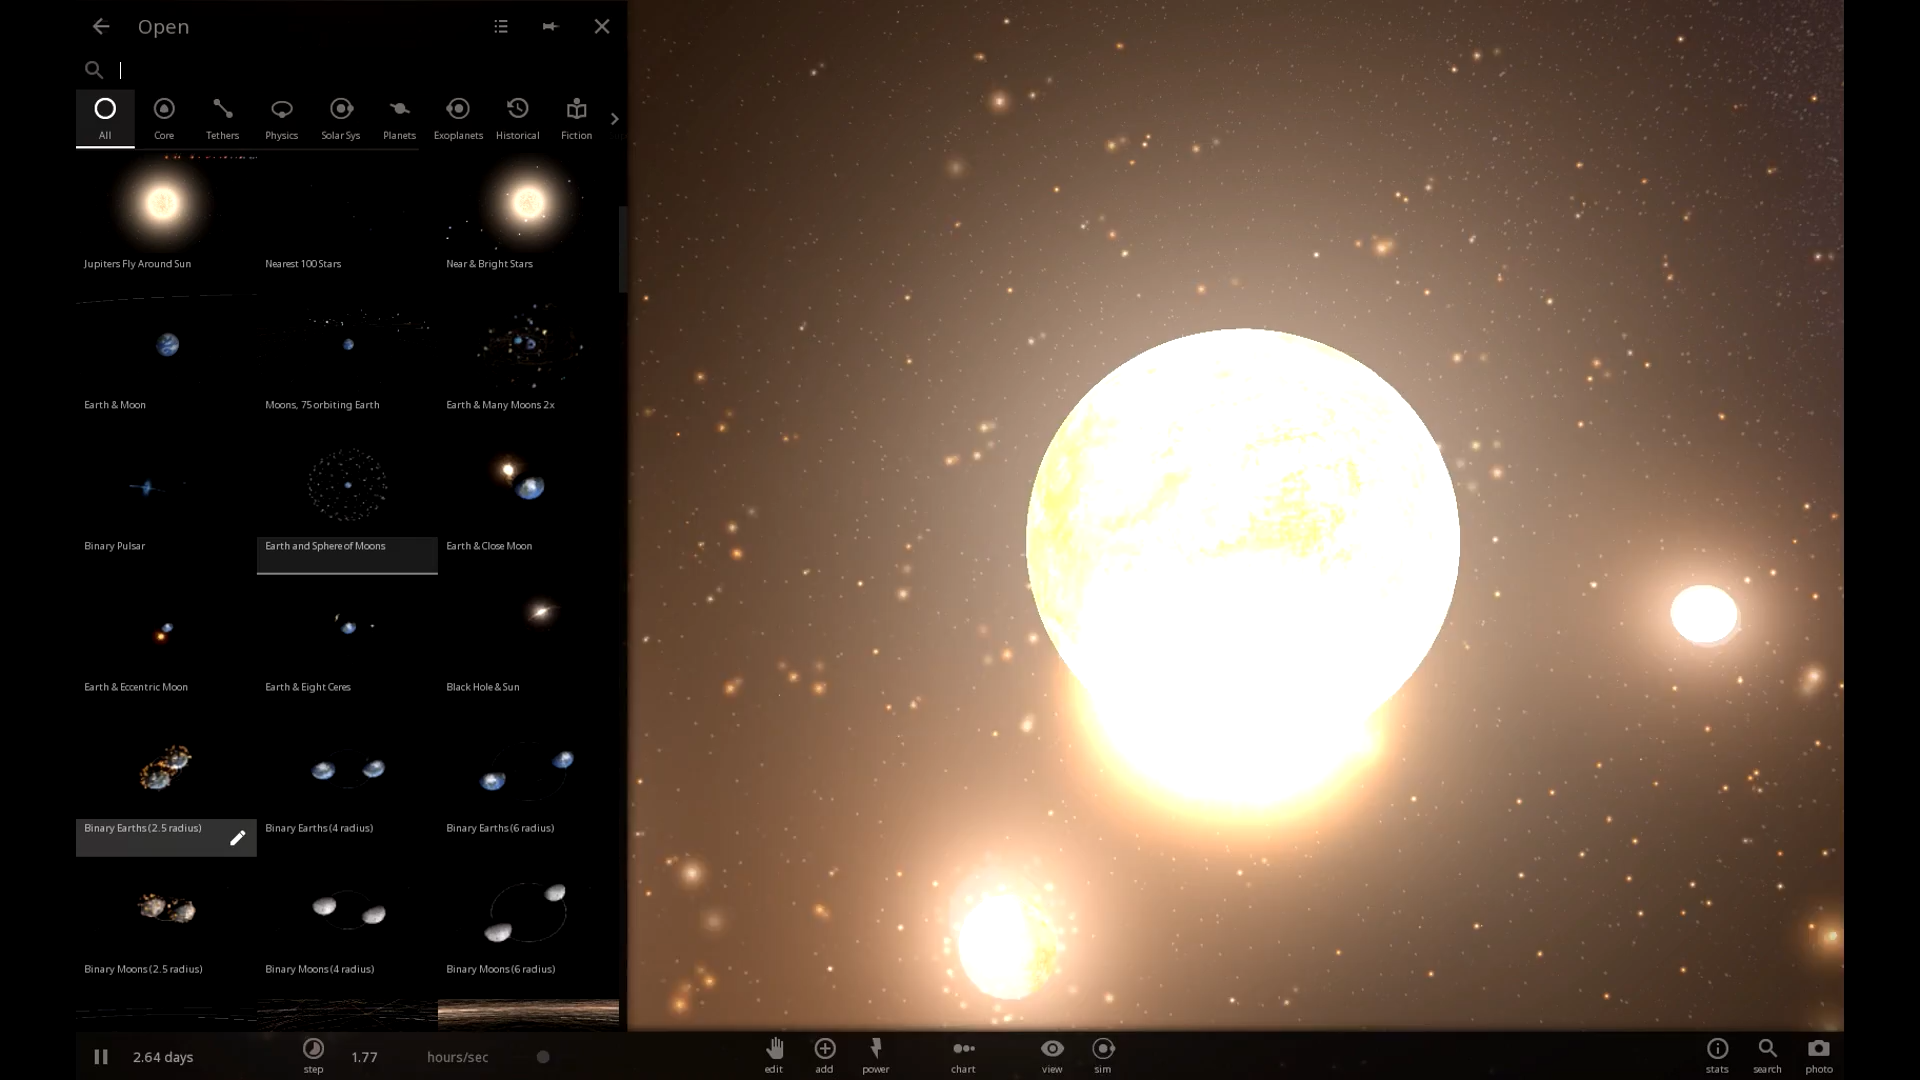 Open
All
Core
Tethers
Physics
Solar Sys
Planets
Exoplanets
Historical
Fiction
Jupiters Fly Around Sun
Nearest 100 Stars
Near & Bright Stars
Earth & Moon
Moons, 75 orbiting Earth
Earth & Many Moons 2x
Binary Pulsar
Earth and Sphere of Moons
Earth & Close Moon
Earth & Eccentric Moon
Earth & Eight Ceres
Black Hole & Sun
Binary Earths (2.5 radius)
Binary Earths (4 radius)
Binary Earths (6 radius)
Binary Moons (2.5 radius)
Binary Moons (4 radius)
Binary Moons (6 radius)
2.64 days
step
1.77
hours/sec
edit
add
power
chart
view
sim
stats
search
photo